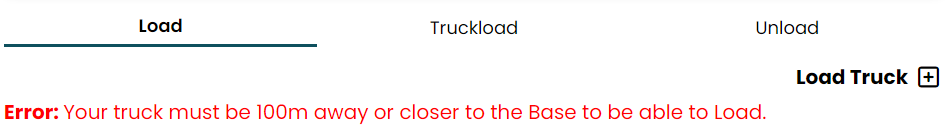 Load Truckload Unload
Load Truck
Error: Your truck must be 100m away or closer to the Base to be able to Load.